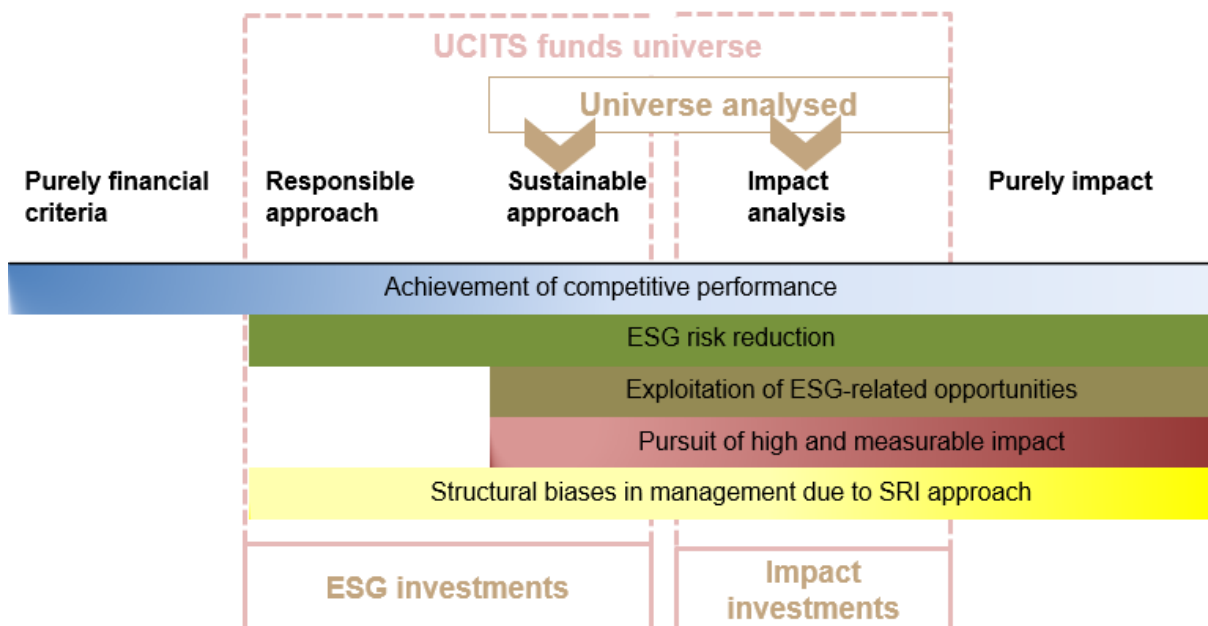 UCITS funds universe
Universe analysed
Purely financial
criteria
Responsible
approach
Sustainable
approach
Impact
analysis
Purely impact
Achievement of competitive performance
ESG risk reduction
Exploitation of ESG-related opportunities
Pursuit of high and measurable impact
Structural biases in management due to SRI approach
ESG investments
Impact
investments